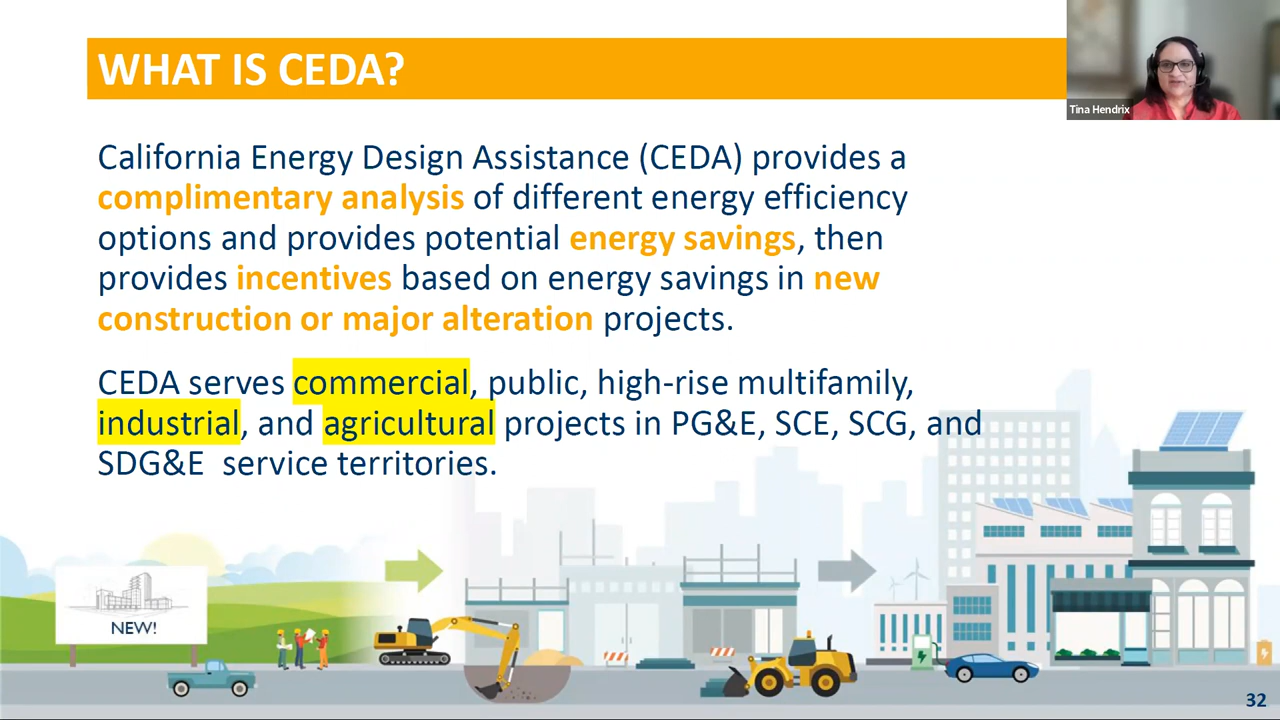 WHAT IS CEDA?
Tina Hendrix
California Energy Design Assistance (CEDA) provides a
complimentary analysis of different energy efficiency
options and provides potential energy savings, then
provides incentives based on energy savings in new
construction or major alteration projects.
CEDA serves commercial, public, high-rise multifamily,
industrial, and agricultural projects in PG&E, SCE, SCG, and
SDG&E  service territories.
NEW!
32